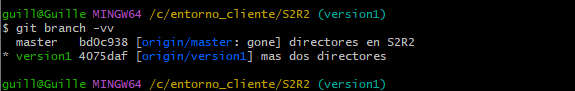 guill@Guille MINGW64 /c/entorno_cliente/S2R2 (version1)
$ git branch -vv
  master   bd0c938 [origin/master: gone] directores en S2R2
* version1 4075daf [origin/version1] mas dos directores
guill@Guille MINGW64 /c/entorno_cliente/S2R2 (version1)